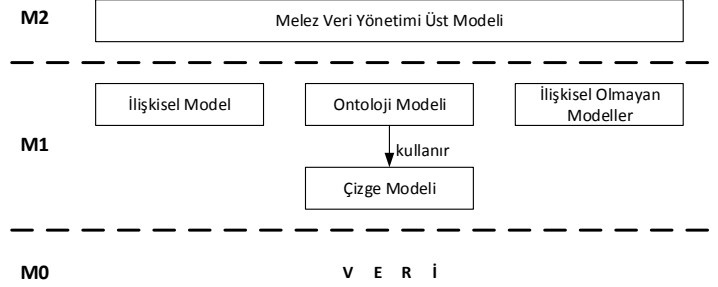 M2
Melez Veri Yönetimi Üst Modeli
İlişkisel Model
Ontoloji Modeli
İlişkisel Olmayan
Modeller
M1
kullanır
Çizge Modeli
M0
V E R İ